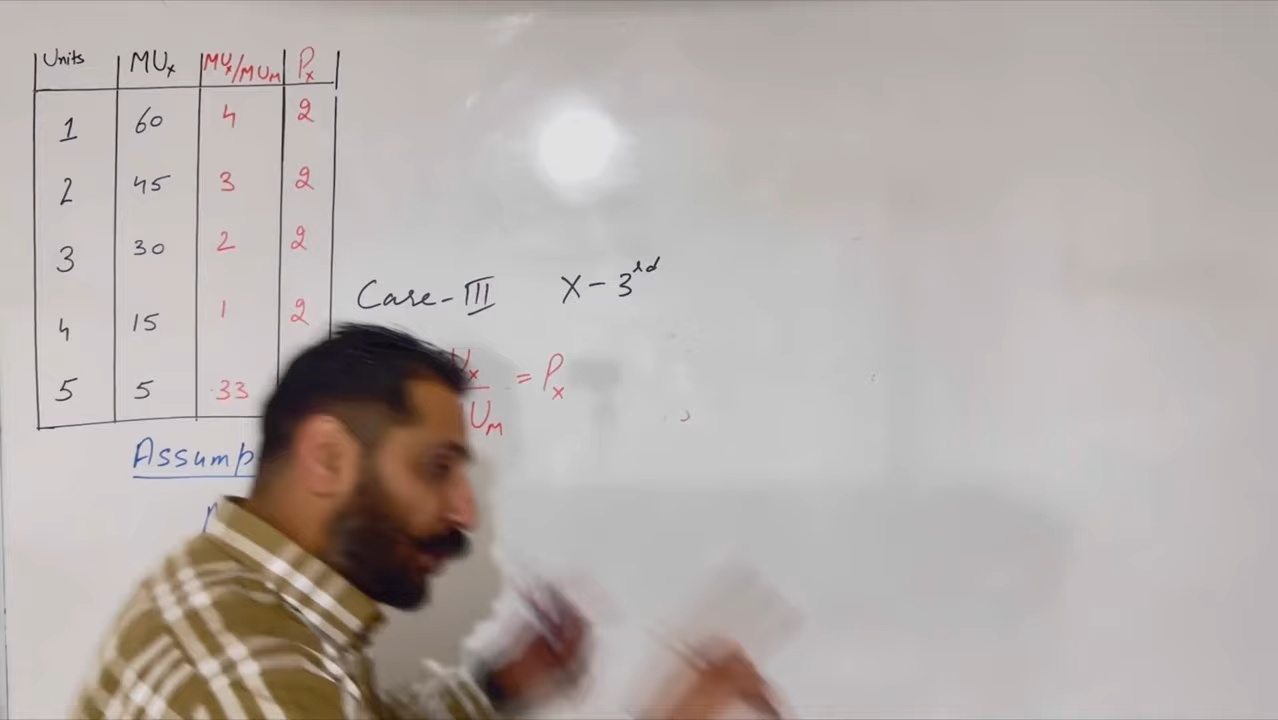 Units MUx MUx/MUM Px
1 60 4 2
2 45 3 2
3 30 2 2
4 15 1 2
5 5 .33
Case-III X-3rd
Ux = Px
UM
Assump